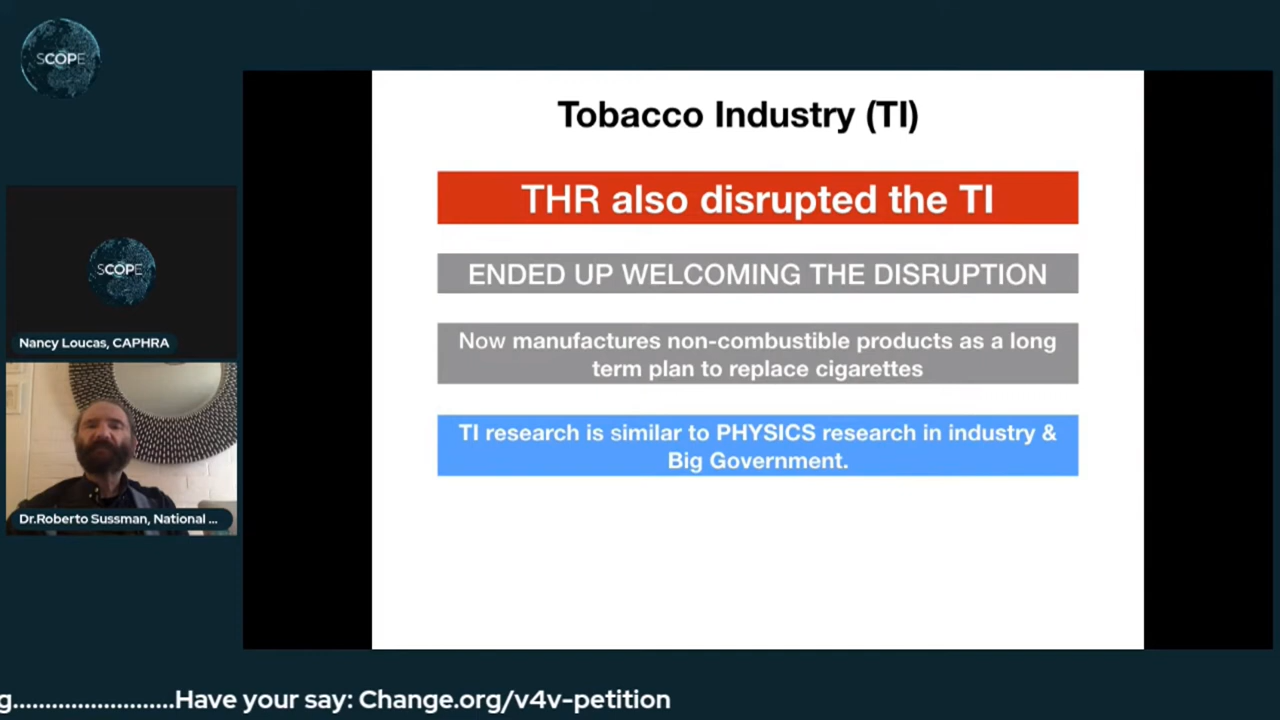 SCOPE
Tobacco Industry (TI)
THR also disrupted the TI
ENDED UP WELCOMING THE DISRUPTION
Now manufactures non-combustible products as a long
term plan to replace cigarettes
TI research is similar to PHYSICS research in industry &
Big Government.
SCOPE
Nancy Loucas, CAPHRA
Dr.Roberto Sussman, National ...
g.......................Have your say: Change.org/v4v-petition